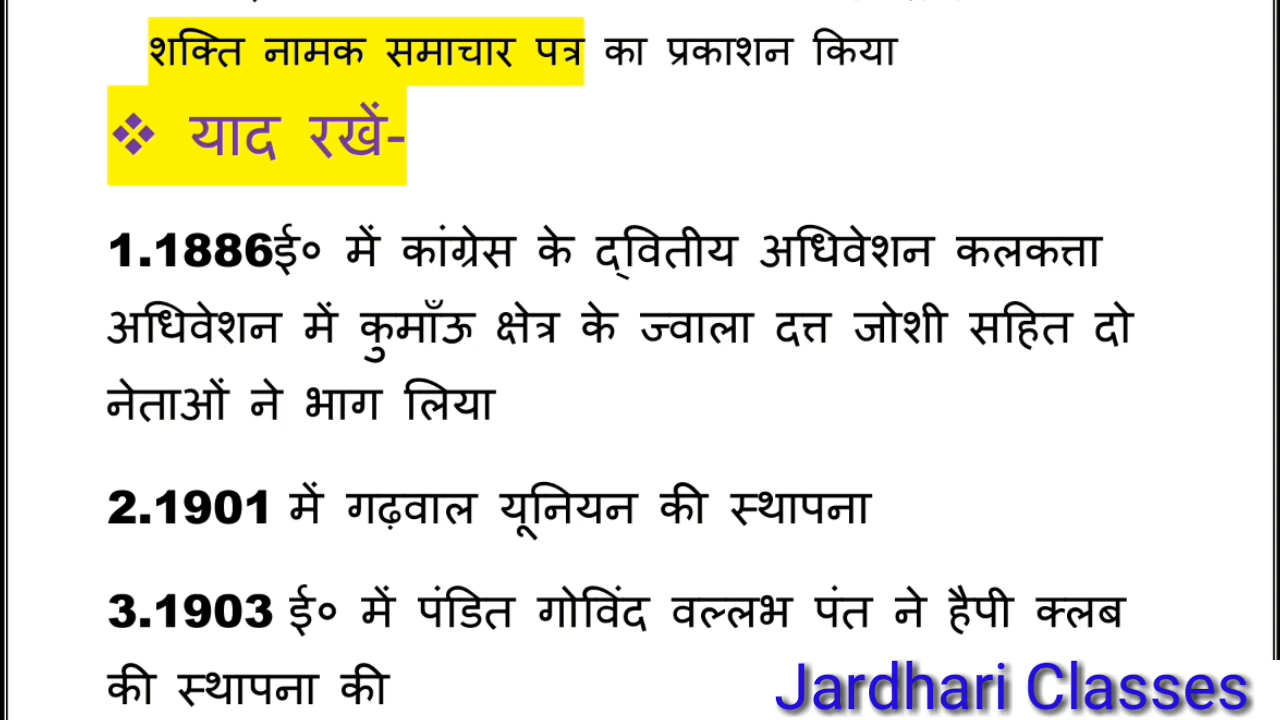 शक्ति नामक समाचार पत्र का प्रकाशन किया
❖ याद रखें-
1.1886ई० में कांग्रेस के द्वितीय अधिवेशन कलकत्ता
अधिवेशन में कुमाँऊ क्षेत्र के ज्वाला दत्त जोशी सहित दो
नेताओं ने भाग लिया
2.1901 में गढ़वाल यूनियन की स्थापना
3.1903 ई० में पंडित गोविंद वल्लभ पंत ने हैपी क्लब
की स्थापना की
Jardhari Classes